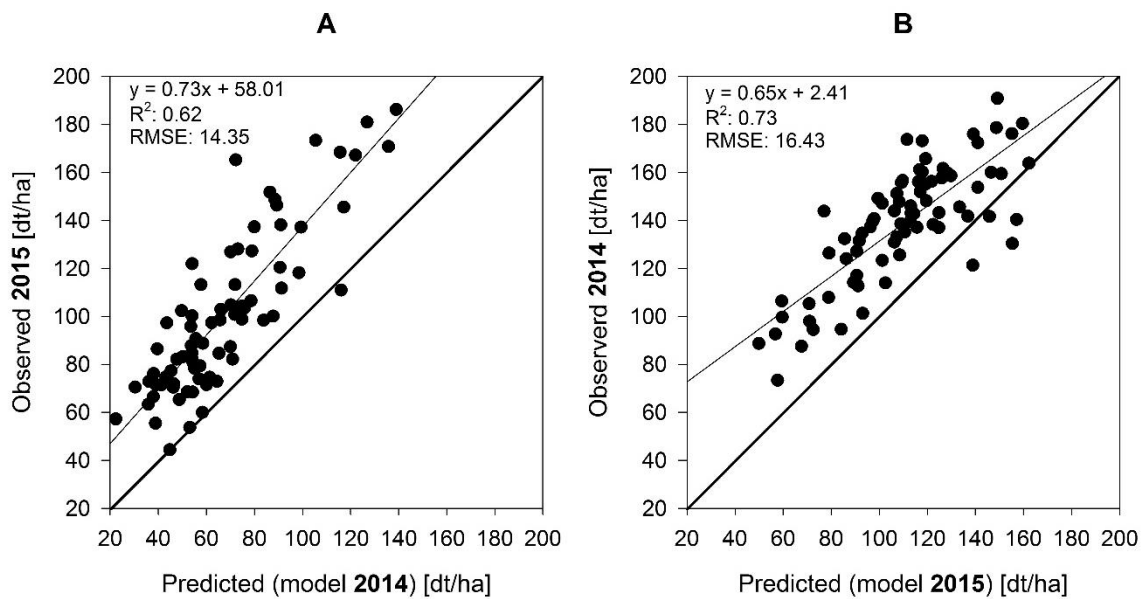 A
B
y = 0.73x + 58.01
R²: 0.62
RMSE: 14.35
y = 0.65x + 2.41
R²: 0.73
RMSE: 16.43
Observed 2015 [dt/ha]
200
180
160
140
120
100
80
60
40
20
20 40 60 80 100 120 140 160 180 200
Predicted (model 2014) [dt/ha]
Observerd 2014 [dt/ha]
200
180
160
140
120
100
80
60
40
20
20 40 60 80 100 120 140 160 180 200
Predicted (model 2015) [dt/ha]